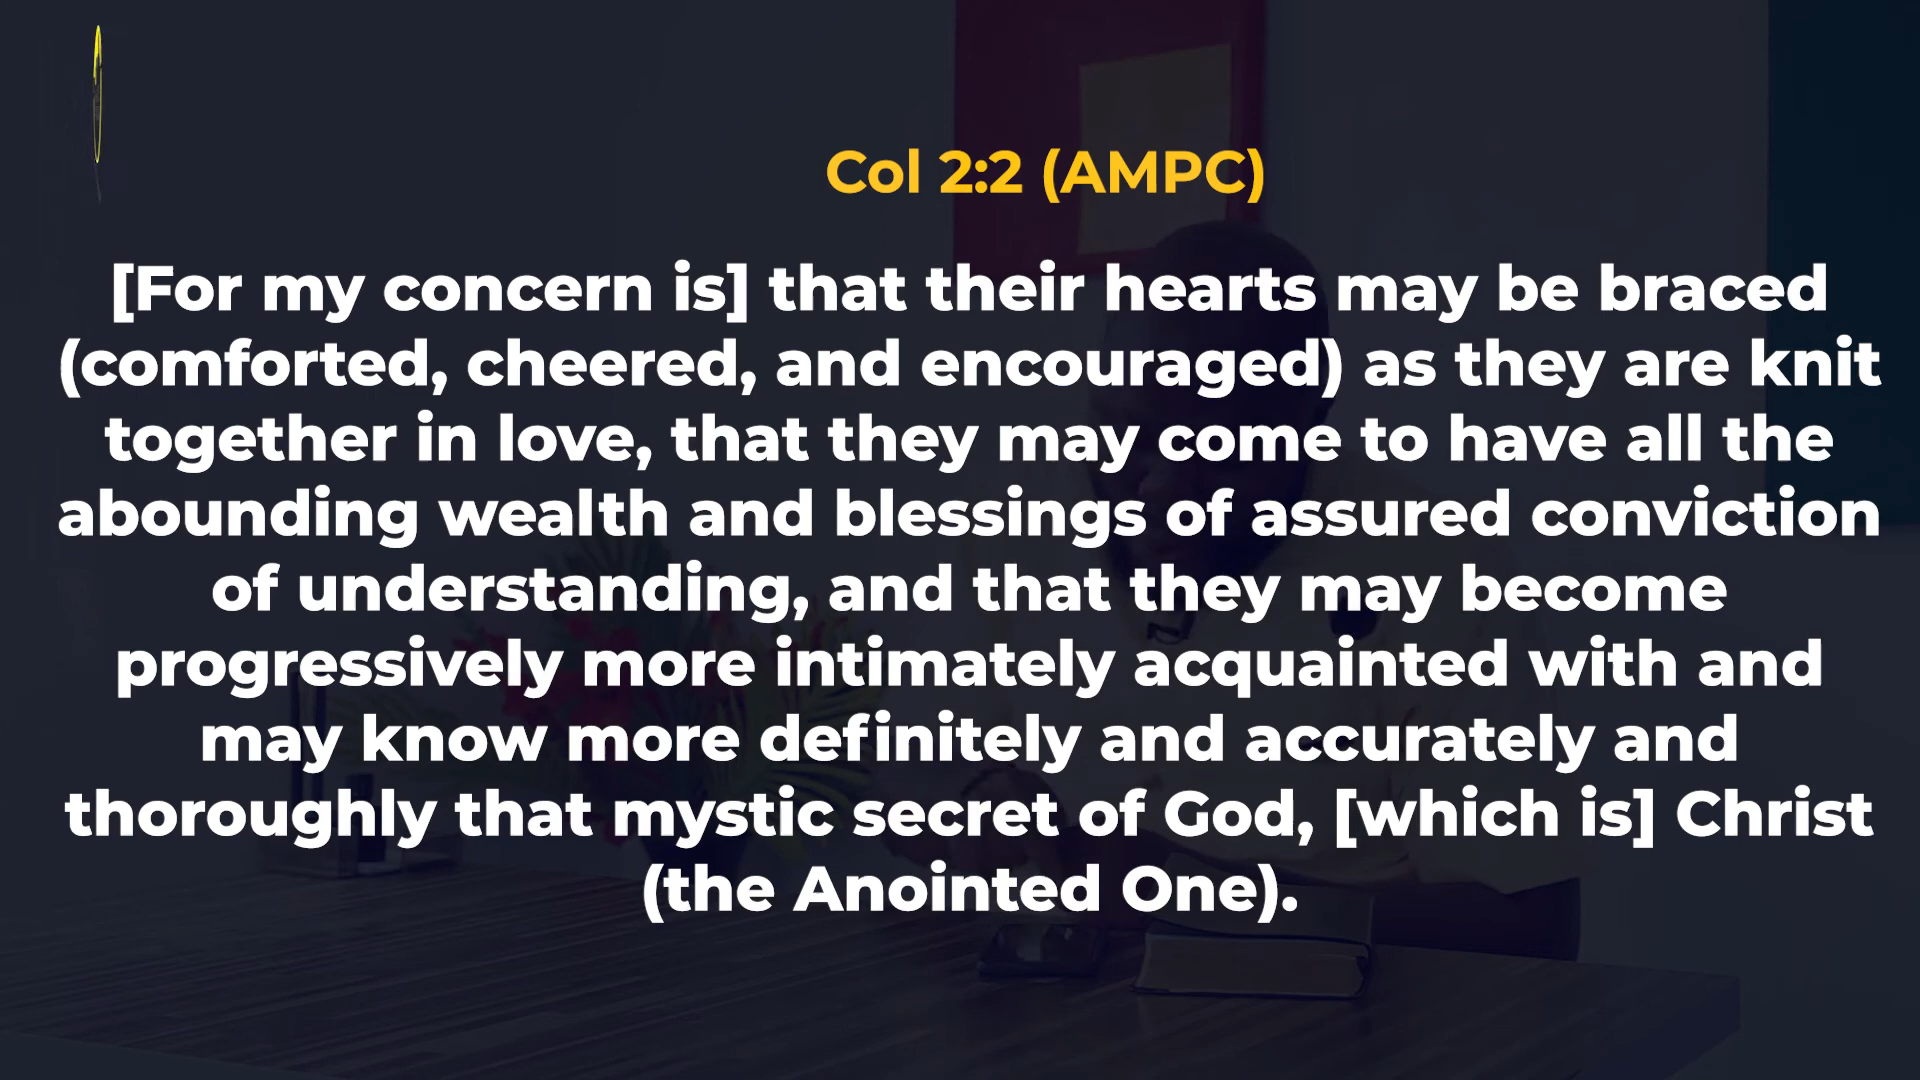 Col 2:2 (AMPC)
[For my concern is] that their hearts may be braced
(comforted, cheered, and encouraged) as they are knit
together in love, that they may come to have all the
abounding wealth and blessings of assured conviction
of understanding, and that they may become
progressively more intimately acquainted with and
may know more definitely and accurately and
thoroughly that mystic secret of God, [which is] Christ
(the Anointed One).